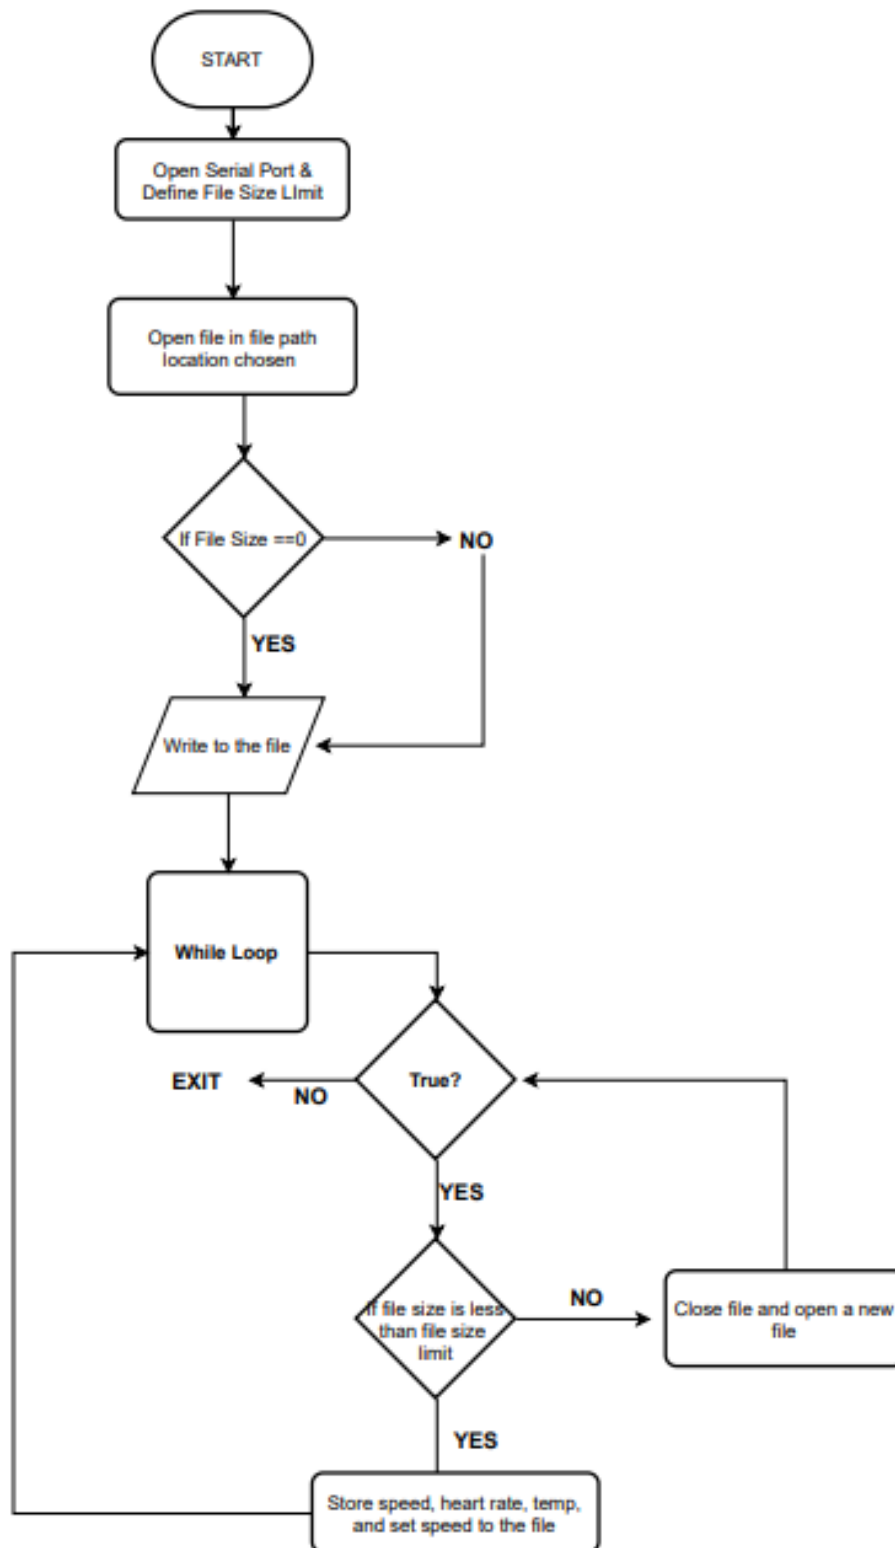 START
Open Serial Port &
Define File Size LImit
Open file in file path
location chosen
If File Size ==0
NO
YES
Write to the file
While Loop
True?
EXIT
NO
YES
If file size is less
than file size
limit
NO
Close file and open a new
file
YES
Store speed, heart rate, temp,
and set speed to the file